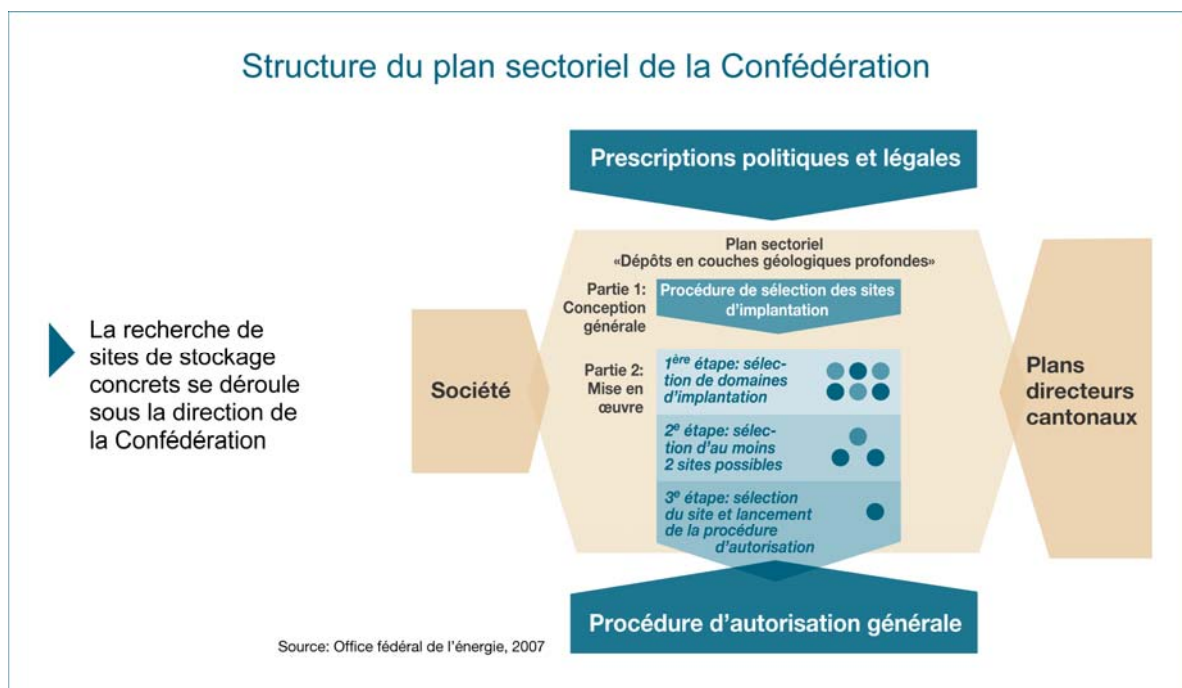 Structure du plan sectoriel de la Confédération
La recherche de
sites de stockage
concrets se déroule
sous la direction de
la Confédération
Prescriptions politiques et légales
Plan sectoriel
«Dépôts en couches géologiques profondes»
Partie 1:
Conception
générale
Procédure de sélection des sites
d'implantation
Société
Partie 2:
Mise en
œuvre
1ère étape: sélec-
tion de domaines
d'implantation
2e étape: sélec-
tion d'au moins
2 sites possibles
3e étape: sélection
du site et lancement
de la procédure
d'autorisation
Plans
directeurs
cantonaux
Procédure d'autorisation générale
Source: Office fédéral de l'énergie, 2007